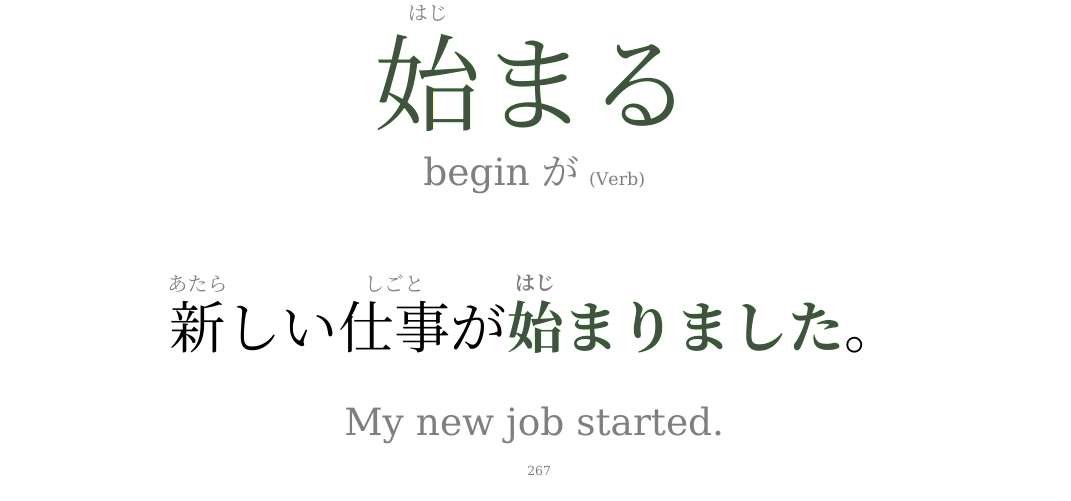 はじ
始まる
begin が (Verb)
あたら しごと はじ
新しい仕事が始まりました。
My new job started.
267